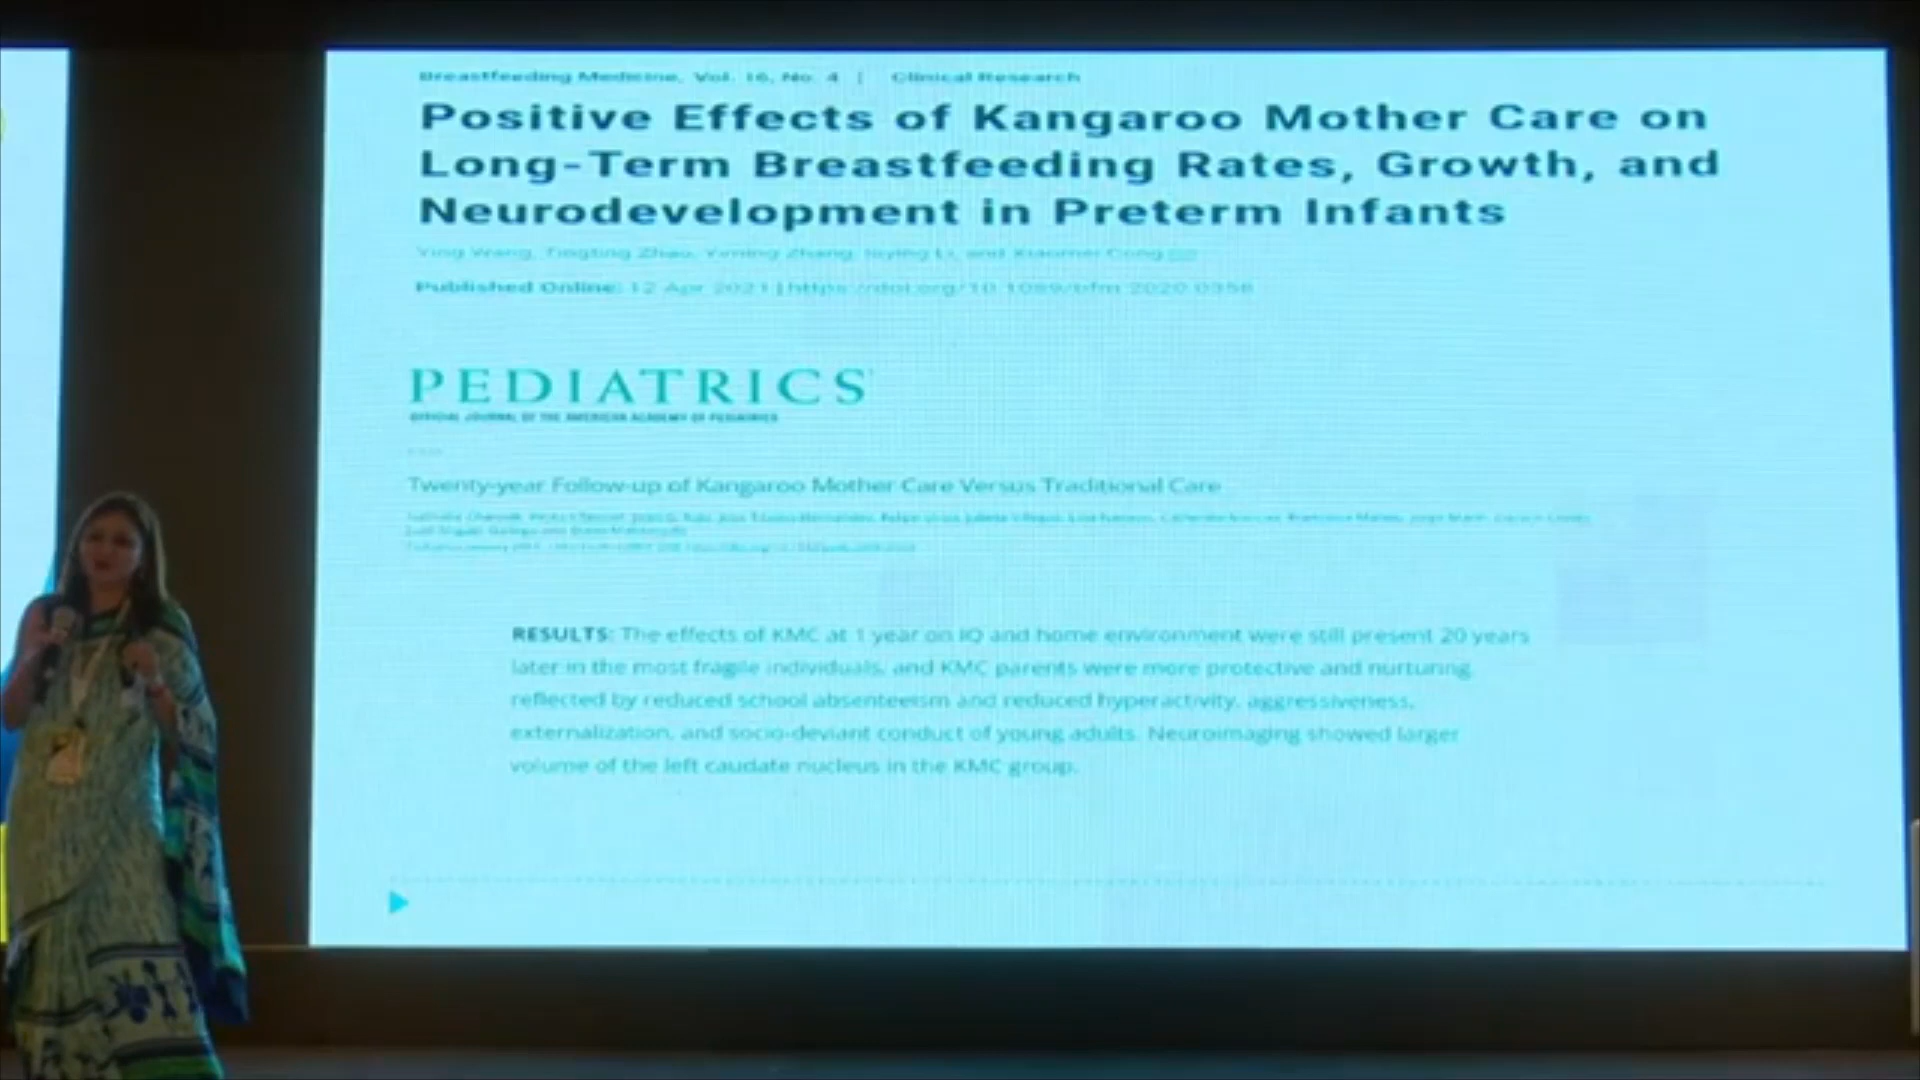 Breastfeeding Medicine, Vol. 16, No. 4 | Clinical Research
Positive Effects of Kangaroo Mother Care on
Long-Term Breastfeeding Rates, Growth, and
Neurodevelopment in Preterm Infants
Ying Wang, Tingting Zhao, Yiming Zhang, and Xiaomei Cong
Published Online: 12 Apr 2021 | https://doi.org/10.1089/bfm.2020.0358
PEDIATRICS
OFFICIAL JOURNAL OF THE AMERICAN ACADEMY OF PEDIATRICS
Twenty-year Follow-up of Kangaroo Mother Care Versus Traditional Care
RESULTS: The effects of KMC at 1 year on IQ and home environment were still present 20 years
later in the most fragile individuals, and KMC parents were more protective and nurturing,
reflected by reduced school absenteeism and reduced hyperactivity, aggressiveness,
externalization, and socio-deviant conduct of young adults. Neuroimaging showed larger
volume of the left caudate nucleus in the KMC group.